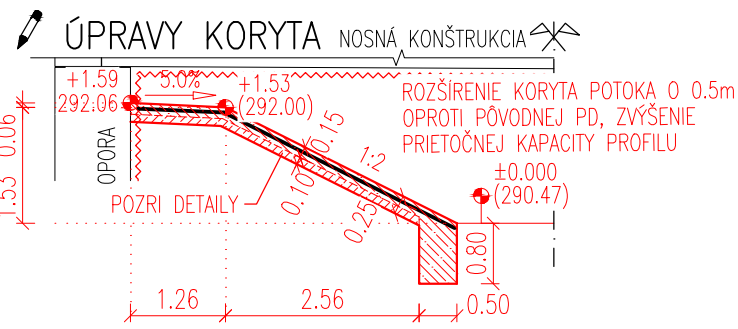 ÚPRAVY KORYTA
NOSNÁ KONŠTRUKCIA
+1.59
292.06
5.0%
+1.53
(292.00)
ROZŠÍRENIE KORYTA POTOKA O 0.5m
OPROTI PÔVODNEJ PD, ZVÝŠENIE
PRIETOČNEJ KAPACITY PROFILU
±0.000
(290.47)
0.06
1.53
OPORA
0.15
1:2
0.10
0.25
POZRI DETAILY
0.80
1.26
2.56
0.50